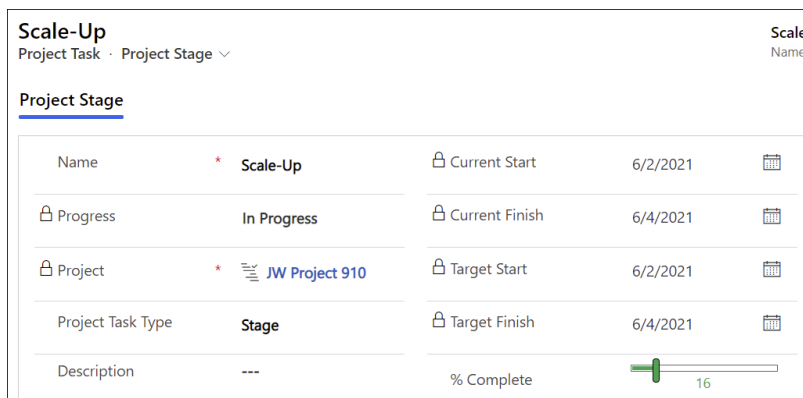 Scale-Up
Project Task · Project Stage
Scale
Name
Project Stage
Name * Scale-Up
Current Start 6/2/2021
Progress In Progress
Current Finish 6/4/2021
Project * JW Project 910
Target Start 6/2/2021
Project Task Type Stage
Target Finish 6/4/2021
Description ---
% Complete 16